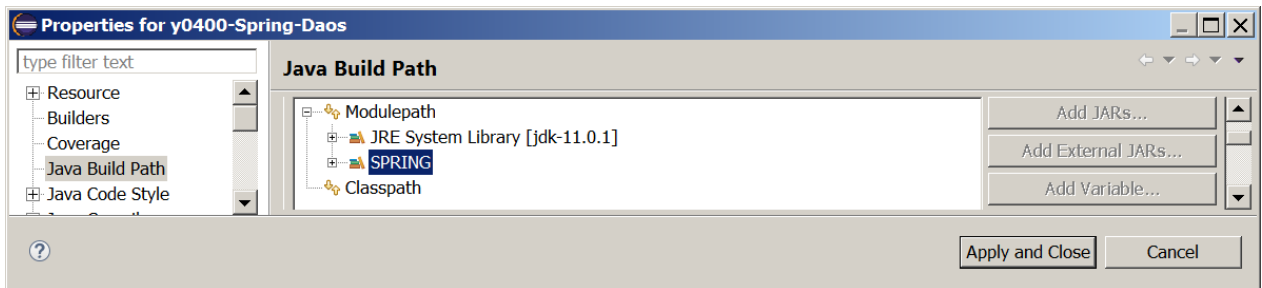 Properties for y0400-Spring-Daos
type filter text
Resource
Builders
Coverage
Java Build Path
Java Code Style
Java Build Path
Modulepath
JRE System Library [jdk-11.0.1]
SPRING
Classpath
Add JARs...
Add External JARs...
Add Variable...
?
Apply and Close
Cancel